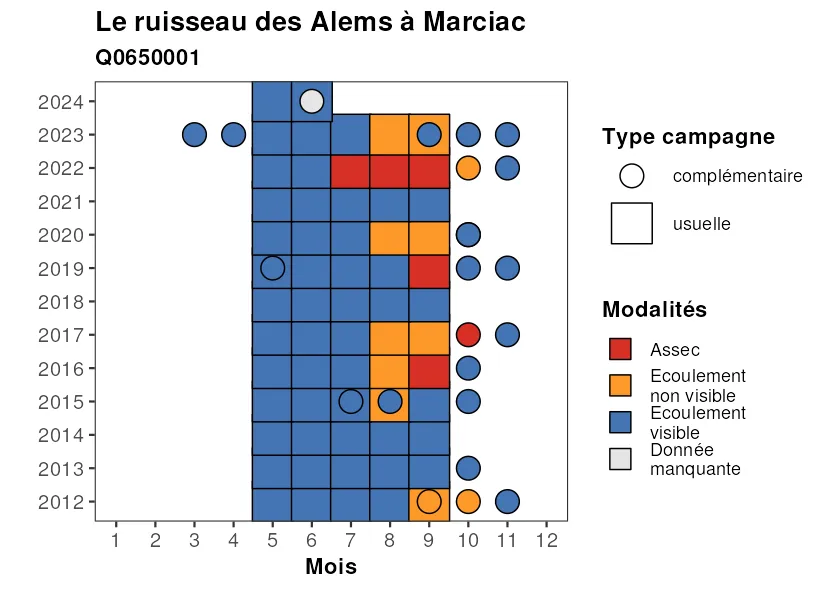 Le ruisseau des Alems à Marciac
Q0650001
2024
2023
2022
2021
2020
2019
2018
2017
2016
2015
2014
2013
2012
1 2 3 4 5 6 7 8 9 10 11 12
Mois
Type campagne
complémentaire
usuelle
Modalités
Assec
Ecoulement
non visible
Ecoulement
visible
Donnée
manquante